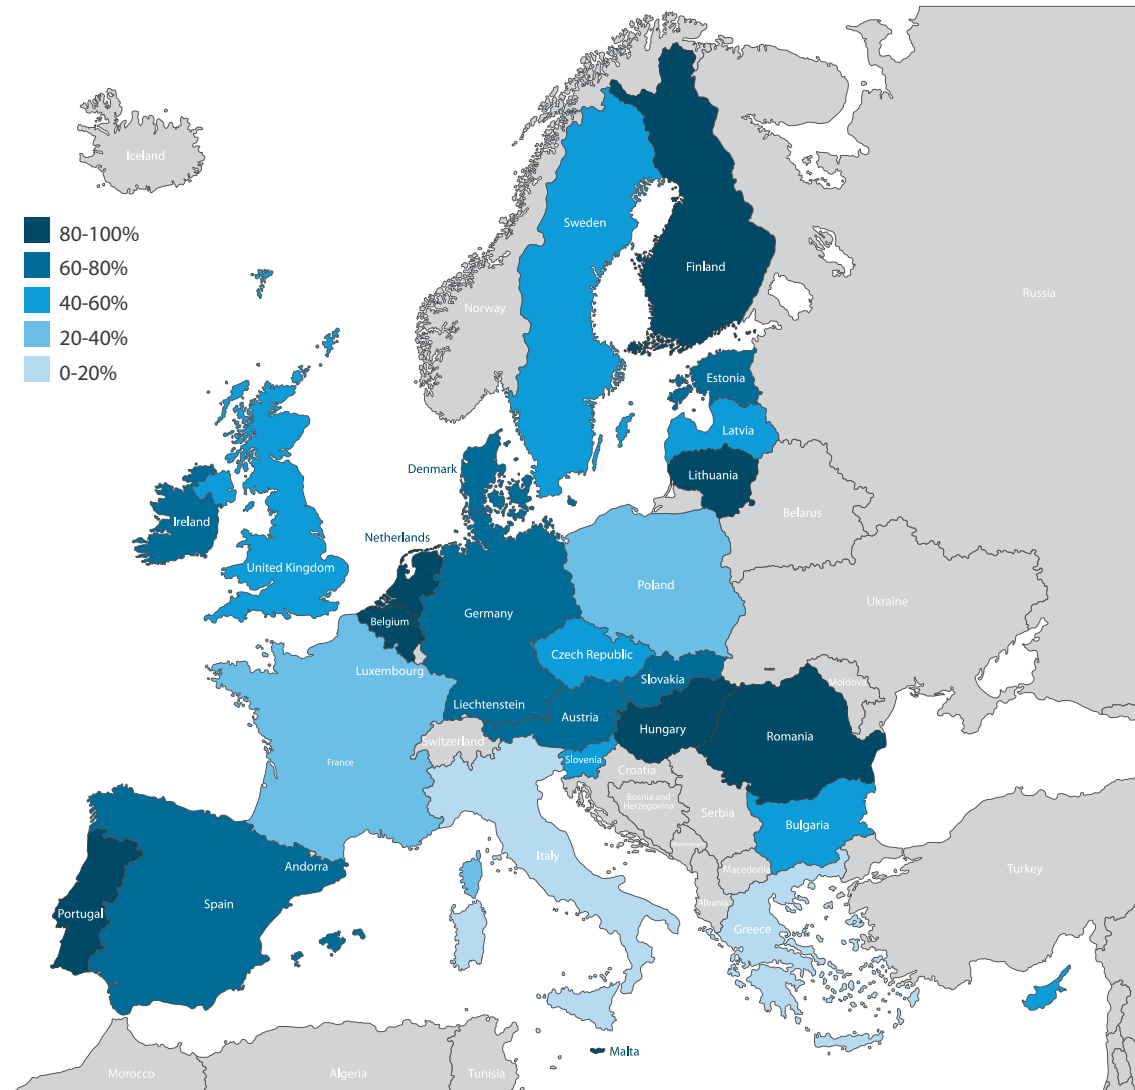 Iceland
80-100%
60-80%
40-60%
20-40%
0-20%
Sweden
Finland
Norway
Russia
Estonia
Latvia
Denmark
Lithuania
Belarus
Ireland
Netherlands
United Kingdom
Poland
Ukraine
Germany
Belgium
Czech Republic
Luxembourg
Slovakia
Moldova
Liechtenstein
Austria
Hungary
Romania
Switzerland
Slovenia
France
Croatia
Bosnia and
Herzegovina
Serbia
Bulgaria
Italy
Andorra
Macedonia
Turkey
Spain
Albania
Portugal
Greece
Malta
Morocco
Algeria
Tunisia